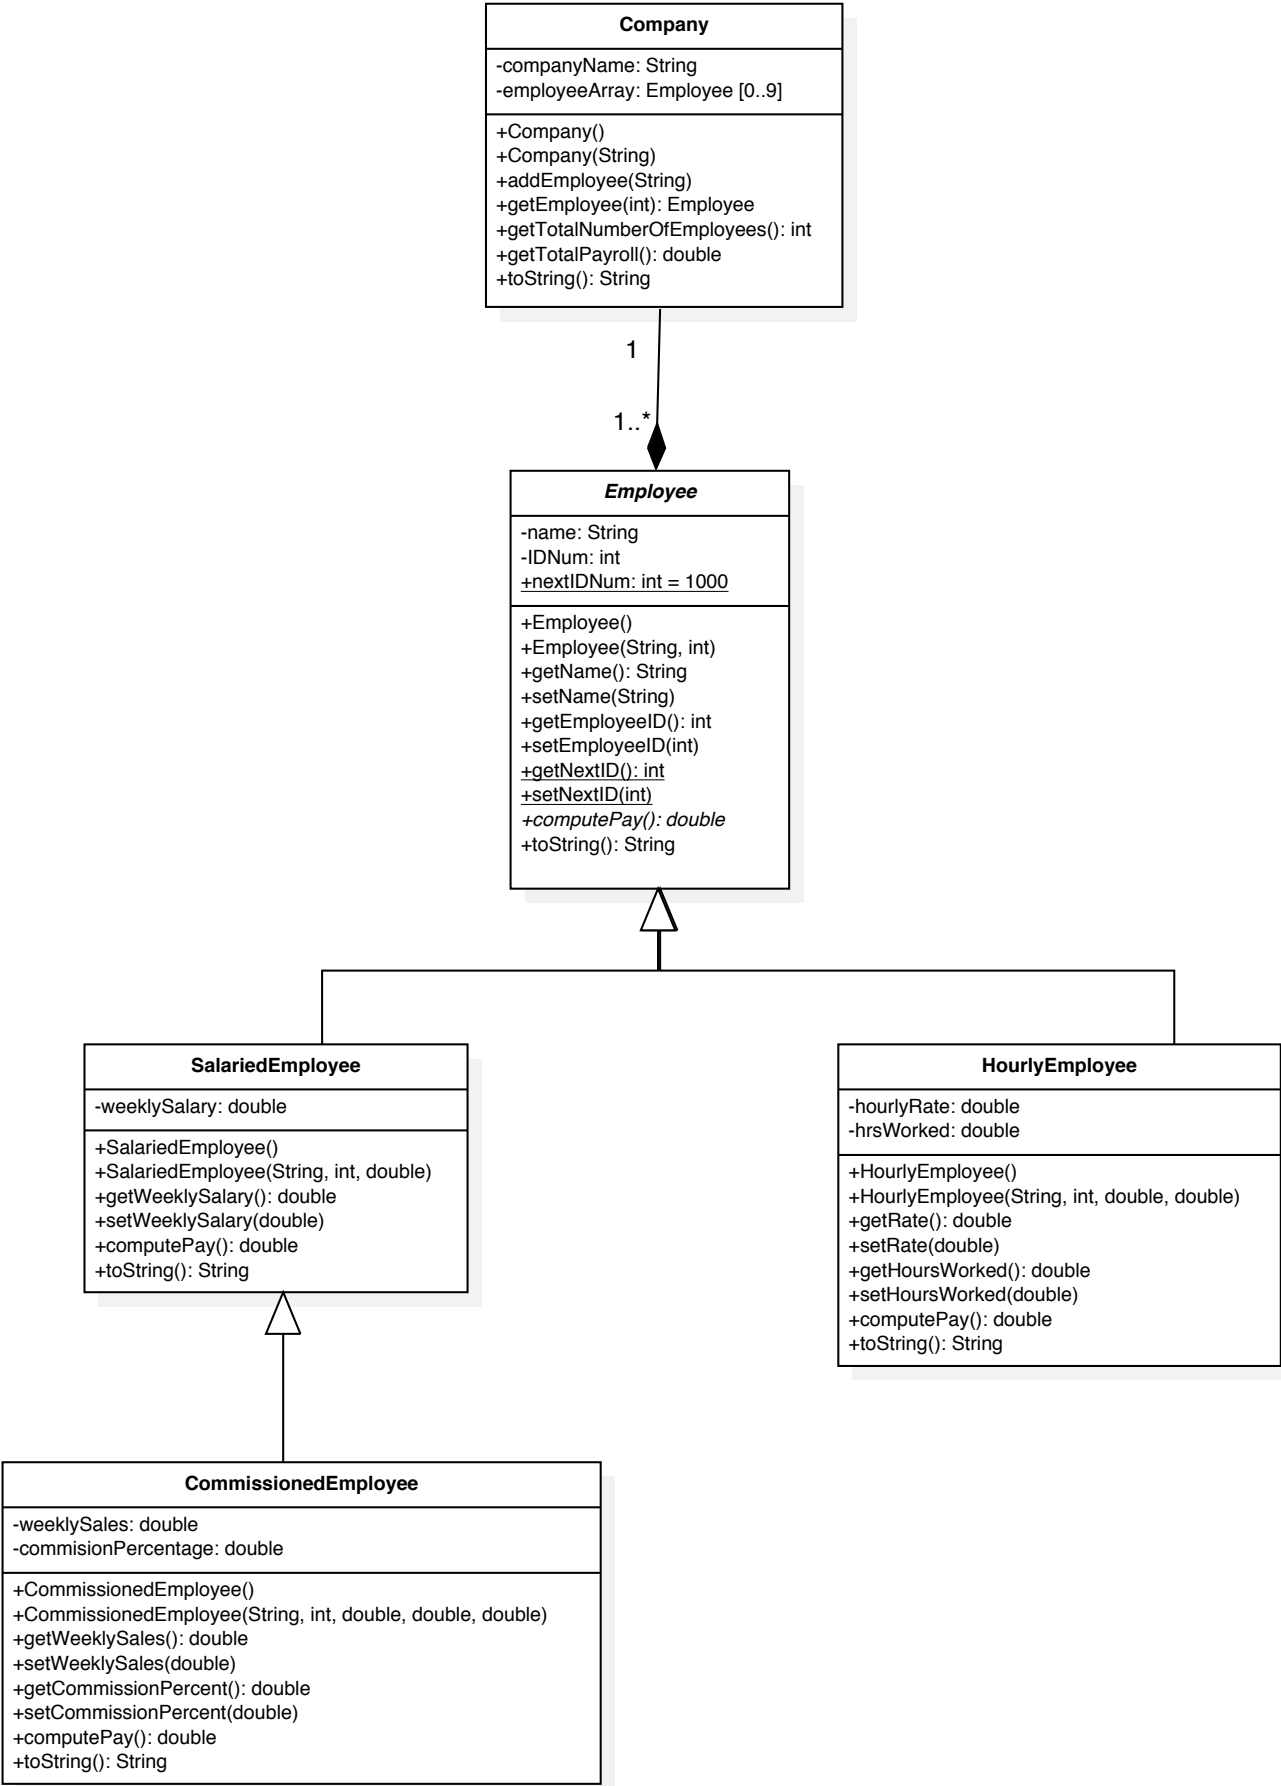 Company
-companyName: String
-employeeArray: Employee [0..9]
+Company()
+Company(String)
+addEmployee(String)
+getEmployee(int): Employee
+getTotalNumberOfEmployees(): int
+getTotalPayroll(): double
+toString(): String
1
1..*
Employee
-name: String
-IDNum: int
+nextIDNum: int = 1000
+Employee()
+Employee(String, int)
+getName(): String
+setName(String)
+getEmployeeID(): int
+setEmployeeID(int)
+getNextID(): int
+setNextID(int)
+computePay(): double
+toString(): String
SalariedEmployee
-weeklySalary: double
+SalariedEmployee()
+SalariedEmployee(String, int, double)
+getWeeklySalary(): double
+setWeeklySalary(double)
+computePay(): double
+toString(): String
HourlyEmployee
-hourlyRate: double
-hrsWorked: double
+HourlyEmployee()
+HourlyEmployee(String, int, double, double)
+getRate(): double
+setRate(double)
+getHoursWorked(): double
+setHoursWorked(double)
+computePay(): double
+toString(): String
CommissionedEmployee
-weeklySales: double
-commisionPercentage: double
+CommissionedEmployee()
+CommissionedEmployee(String, int, double, double, double)
+getWeeklySales(): double
+setWeeklySales(double)
+getCommissionPercent(): double
+setCommissionPercent(double)
+computePay(): double
+toString(): String